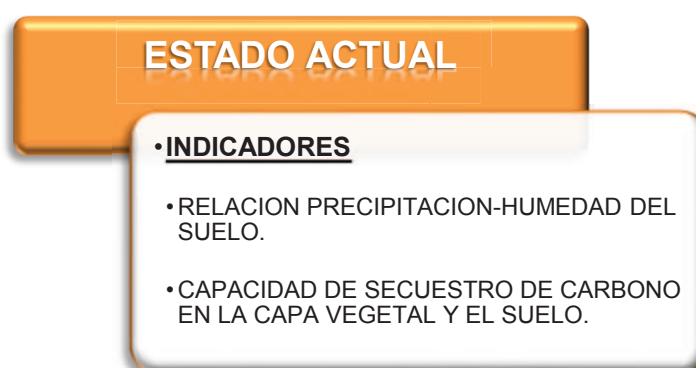 ESTADO ACTUAL
•INDICADORES
•RELACION PRECIPITACION-HUMEDAD DEL
SUELO.
•CAPACIDAD DE SECUESTRO DE CARBONO
EN LA CAPA VEGETAL Y EL SUELO.